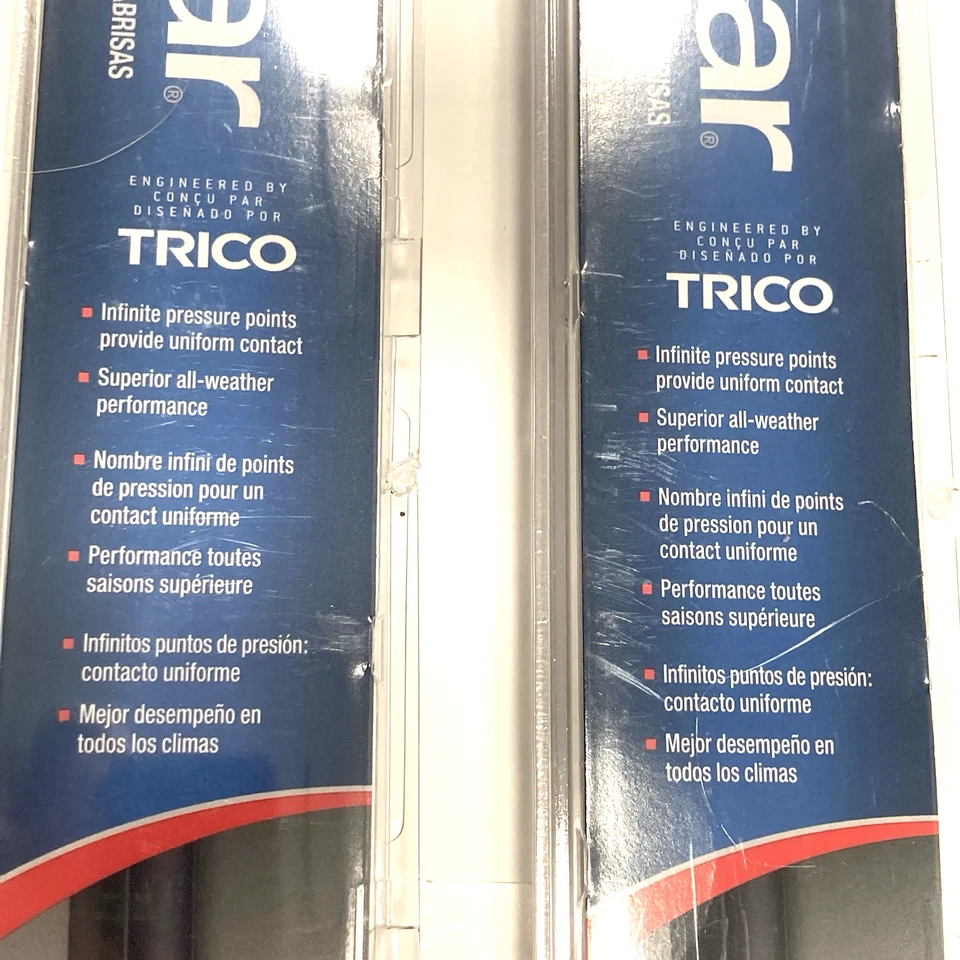 ar®
ENGINEERED BY
CONÇU PAR
DISEÑADO POR
TRICO
Infinite pressure points
provide uniform contact
Superior all-weather
performance
Nombre infini de points
de pression pour un
contact uniforme
Performance toutes
saisons supérieure
Infinitos puntos de presión:
contacto uniforme
Mejor desempeño en
todos los climas
ar®
ENGINEERED BY
CONÇU PAR
DISEÑADO POR
TRICO
Infinite pressure points
provide uniform contact
Superior all-weather
performance
Nombre infini de points
de pression pour un
contact uniforme
Performance toutes
saisons supérieure
Infinitos puntos de presión:
contacto uniforme
Mejor desempeño en
todos los climas